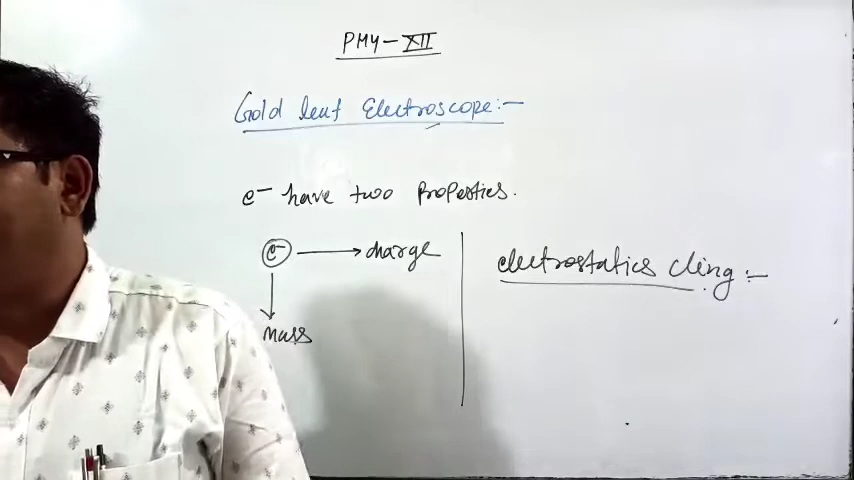 PHY-XII
Gold leaf Electroscope:-
e⁻ have two Properties.
e⁻ → charge
mass
electrostatics cling:-